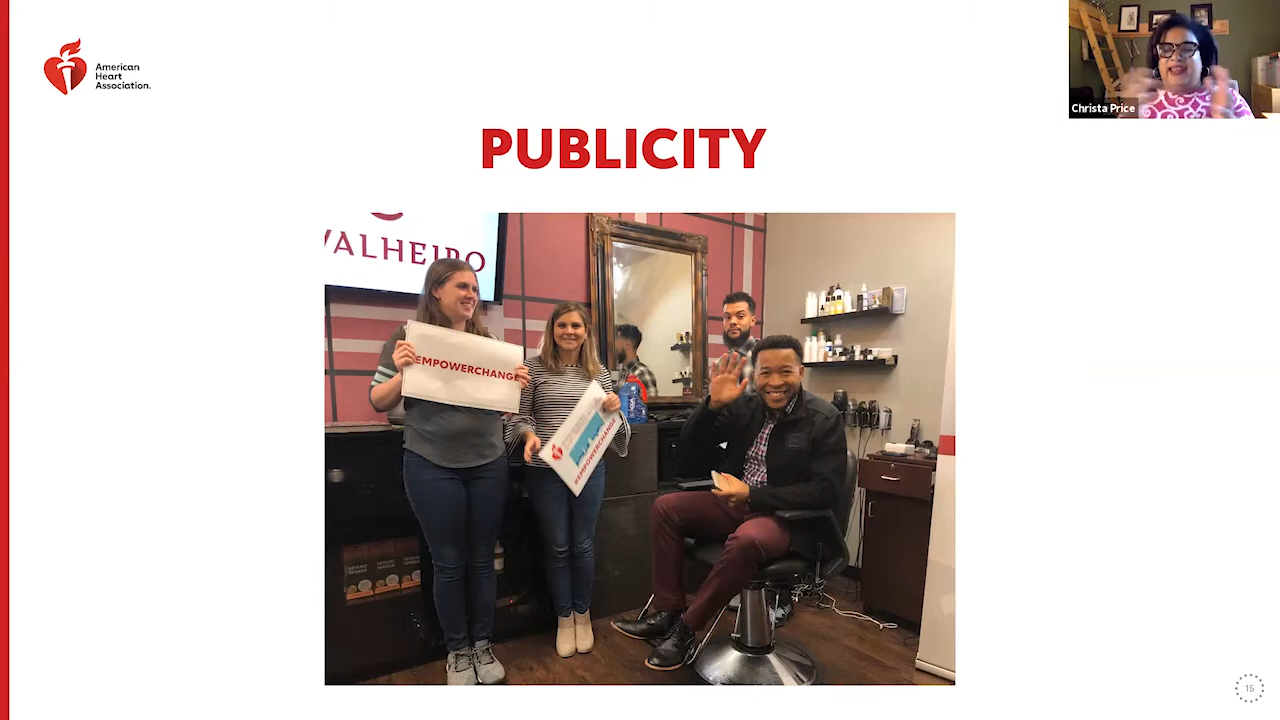 American
Heart
Association.
Christa Price
PUBLICITY
VALHEIRO
#EMPOWERCHANGE
#EMPOWERCHANGE
15